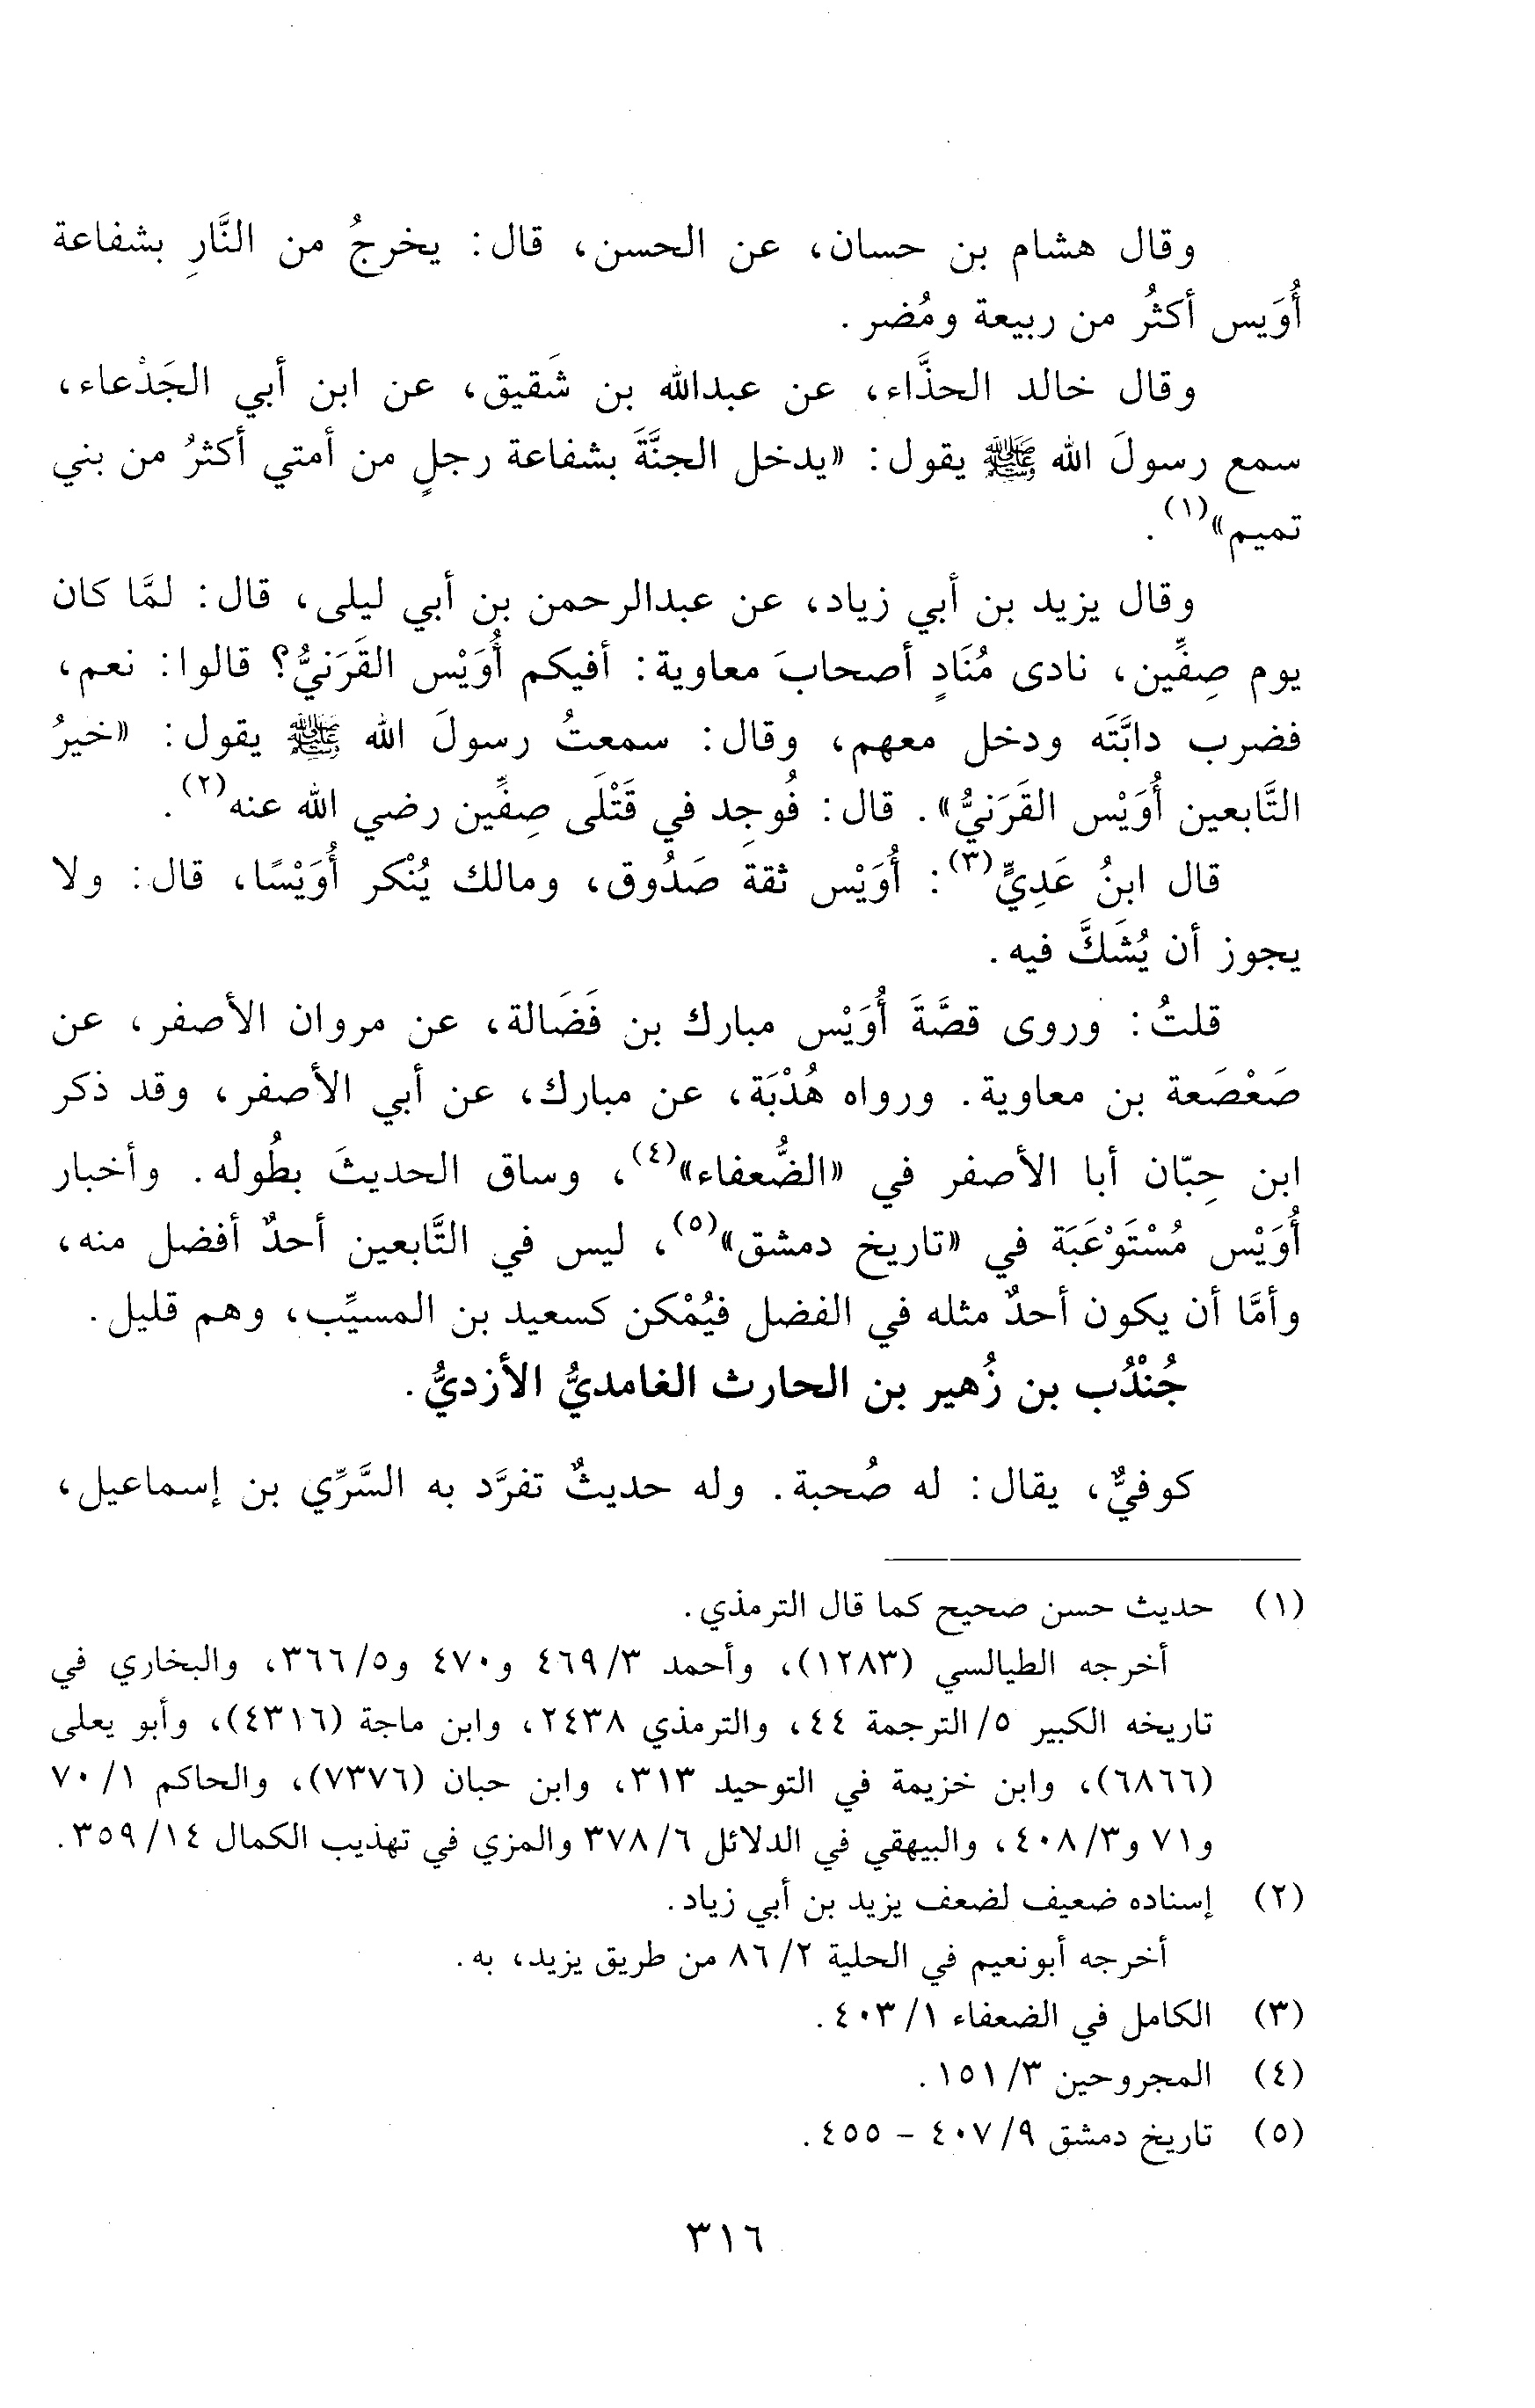 وقال هشام بن حسان، عن الحسن، قال: يخرجُ من النَّارِ بشفاعة
أُوَيس أكثرُ من ربيعة ومُضر.
وقال خالد الحذَّاء، عن عبدالله بن شَقيق، عن ابن أبي الجَدْعاء،
سمع رسولَ الله ﷺ يقول: «يدخل الجنَّةَ بشفاعة رجلٍ من أمتي أكثرُ من بني
تميم»(١).
وقال يزيد بن أبي زياد، عن عبدالرحمن بن أبي ليلى، قال: لمَّا كان
يوم صِفِّين، نادى مُنَادٍ أصحابَ معاوية: أفيكم أُوَيْس القَرَنيُّ؟ قالوا: نعم،
فضرب دابَّتَه ودخل معهم، وقال: سمعتُ رسولَ الله ﷺ يقول: «خيرُ
التَّابعين أُوَيْس القَرَنيُّ». قال: فُوجِد في قَتْلَى صِفِّين رضي الله عنه(٢).
قال ابنُ عَدِيٍّ(٣): أُوَيْس ثقة صَدُوق، ومالك يُنْكر أُوَيْسًا، قال: ولا
يجوز أن يُشَكَّ فيه.
قلتُ: وروى قصَّةَ أُوَيْس مبارك بن فَضَالة، عن مروان الأصفر، عن
صَعْصَعة بن معاوية. ورواه هُدْبَة، عن مبارك، عن أبي الأصفر، وقد ذكر
ابن حِبّان أبا الأصفر في «الضُّعفاء»(٤)، وساق الحديثَ بطُوله. وأخبار
أُوَيْس مُسْتَوْعَبَة في «تاريخ دمشق»(٥)، ليس في التَّابعين أحدٌ أفضل منه،
وأمَّا أن يكون أحدٌ مثله في الفضل فيُمْكن كسعيد بن المسيِّب، وهم قليل.
جُنْدُب بن زُهير بن الحارث الغامديُّ الأزديُّ.
كوفيٌّ، يقال: له صُحبة. وله حديثٌ تفرَّد به السَّرِّي بن إسماعيل،
(١) حديث حسن صحيح كما قال الترمذي.
أخرجه الطيالسي (١٢٨٣)، وأحمد ٣/ ٤٦٩ و٤٧٠ و٥/ ٣٦٦، والبخاري في
تاريخه الكبير ٥/ الترجمة ٤٤، والترمذي ٢٤٣٨، وابن ماجة (٤٣١٦)، وأبو يعلى
(٦٨٦٦)، وابن خزيمة في التوحيد ٣١٣، وابن حبان (٧٣٧٦)، والحاكم ١/ ٧٠
و٧١ و٣/ ٤٠٨، والبيهقي في الدلائل ٦/ ٣٧٨ والمزي في تهذيب الكمال ١٤/ ٣٥٩.
(٢) إسناده ضعيف لضعف يزيد بن أبي زياد.
أخرجه أبونعيم في الحلية ٢/ ٨٦ من طريق يزيد، به.
(٣) الكامل في الضعفاء ١/ ٤٠٣.
(٤) المجروحين ٣/ ١٥١.
(٥) تاريخ دمشق ٩/ ٤٠٧ - ٤٥٥.
٣١٦